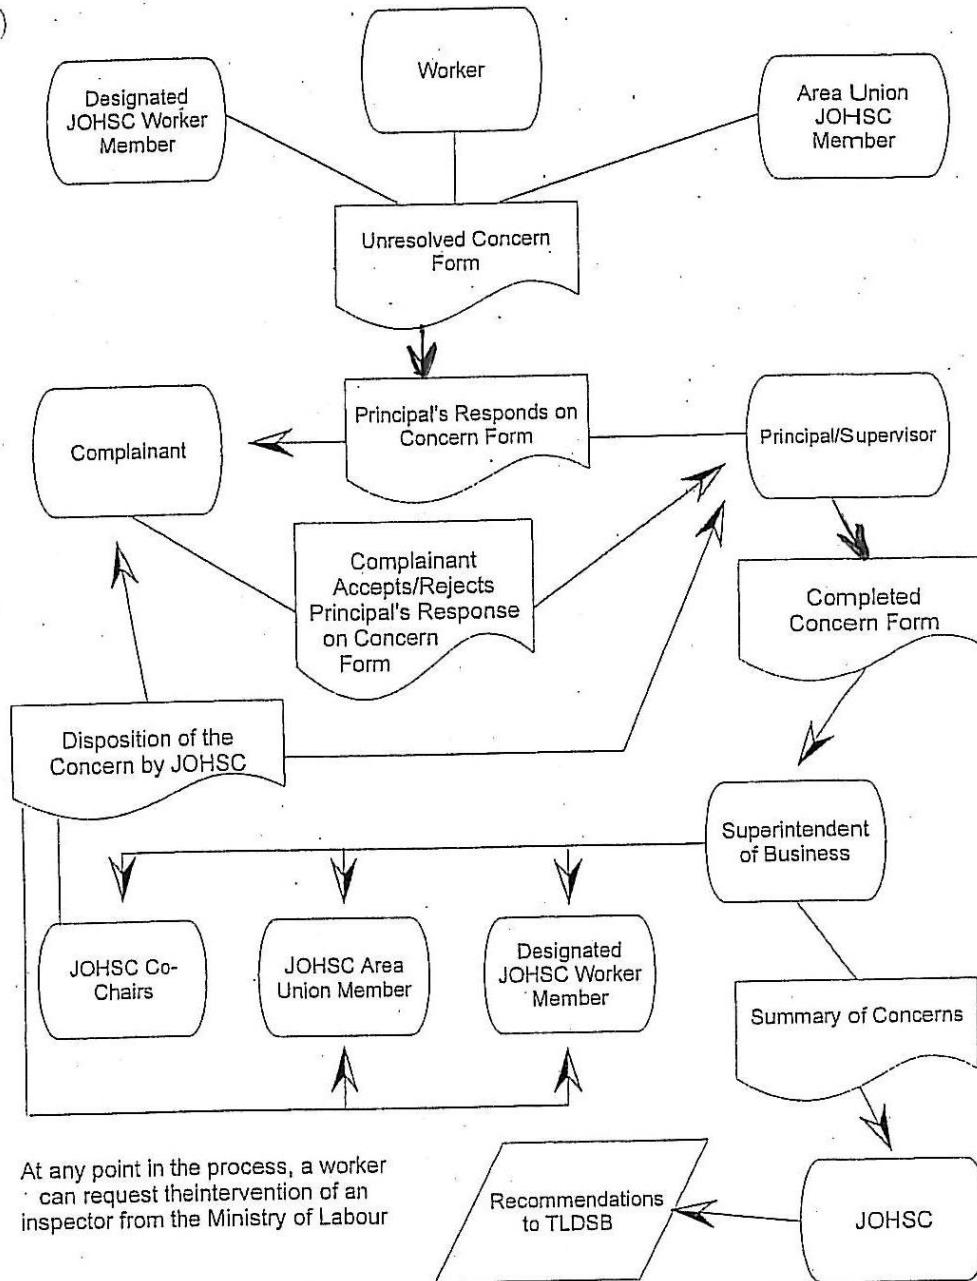 )
Worker
Designated
JOHSC Worker
Member
Area Union
JOHSC
Member
Unresolved Concern
Form
Complainant
Principal's Responds on
Concern Form
Principal/Supervisor
Complainant
Accepts/Rejects
Principal's Response
on Concern
Form
Completed
Concern Form
Disposition of the
Concern by JOHSC
Superintendent
of Business
JOHSC Co-
Chairs
JOHSC Area
Union Member
Designated
JOHSC Worker
Member
Summary of Concerns
At any point in the process, a worker
can request theintervention of an
inspector from the Ministry of Labour
Recommendations
to TLDSB
JOHSC